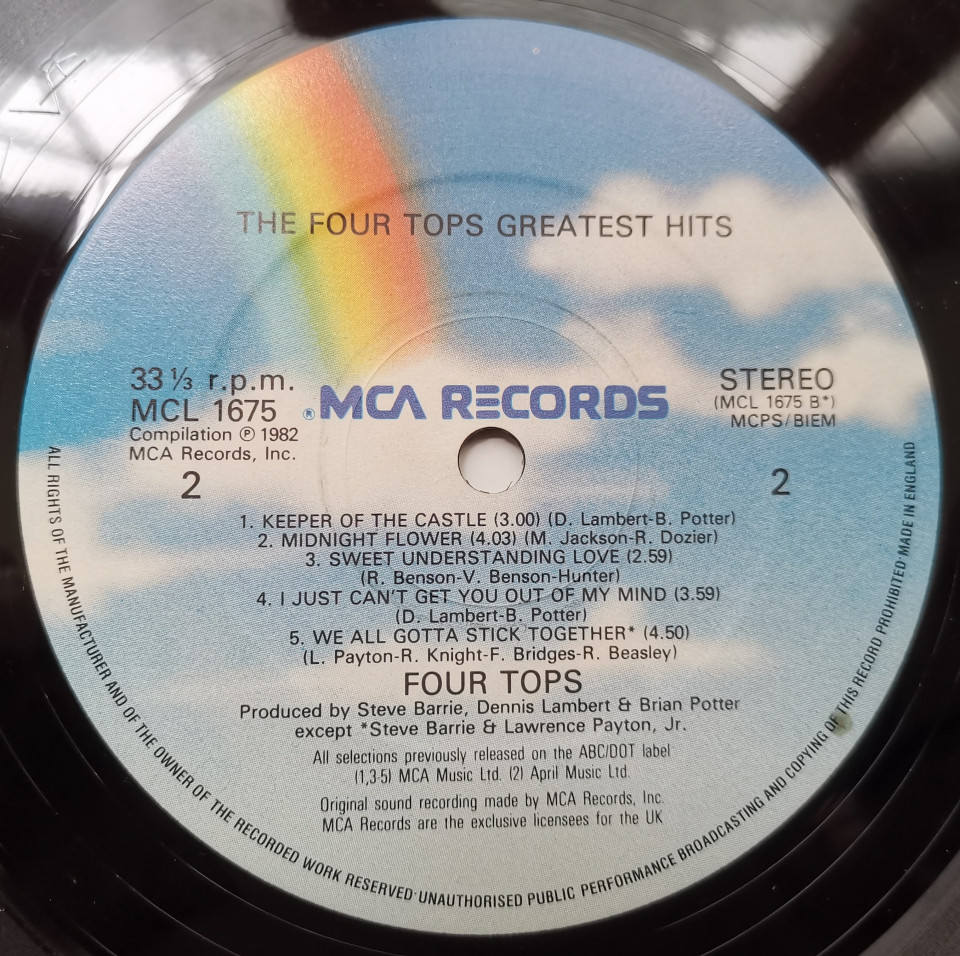 THE FOUR TOPS GREATEST HITS
33 ⅓ r.p.m.
MCL 1675
Compilation ℗ 1982
MCA Records, Inc.
2
® MCA RECORDS
STEREO
(MCL 1675 B*)
MCPS/BIEM
2
1. KEEPER OF THE CASTLE (3.00) (D. Lambert-B. Potter)
2. MIDNIGHT FLOWER (4.03) (M. Jackson-R. Dozier)
3. SWEET UNDERSTANDING LOVE (2.59)
(R. Benson-V. Benson-Hunter)
4. I JUST CAN'T GET YOU OUT OF MY MIND (3.59)
(D. Lambert-B. Potter)
5. WE ALL GOTTA STICK TOGETHER* (4.50)
(L. Payton-R. Knight-F. Bridges-R. Beasley)
FOUR TOPS
Produced by Steve Barrie, Dennis Lambert & Brian Potter
except *Steve Barrie & Lawrence Payton, Jr.
All selections previously released on the ABC/DOT label
(1,3-5) MCA Music Ltd. (2) April Music Ltd.
Original sound recording made by MCA Records, Inc.
MCA Records are the exclusive licensees for the UK
ALL RIGHTS OF THE MANUFACTURER AND OF THE OWNER OF THE RECORDED WORK RESERVED·UNAUTHORISED PUBLIC PERFORMANCE BROADCASTING AND COPYING OF THIS RECORD PROHIBITED·MADE IN ENGLAND